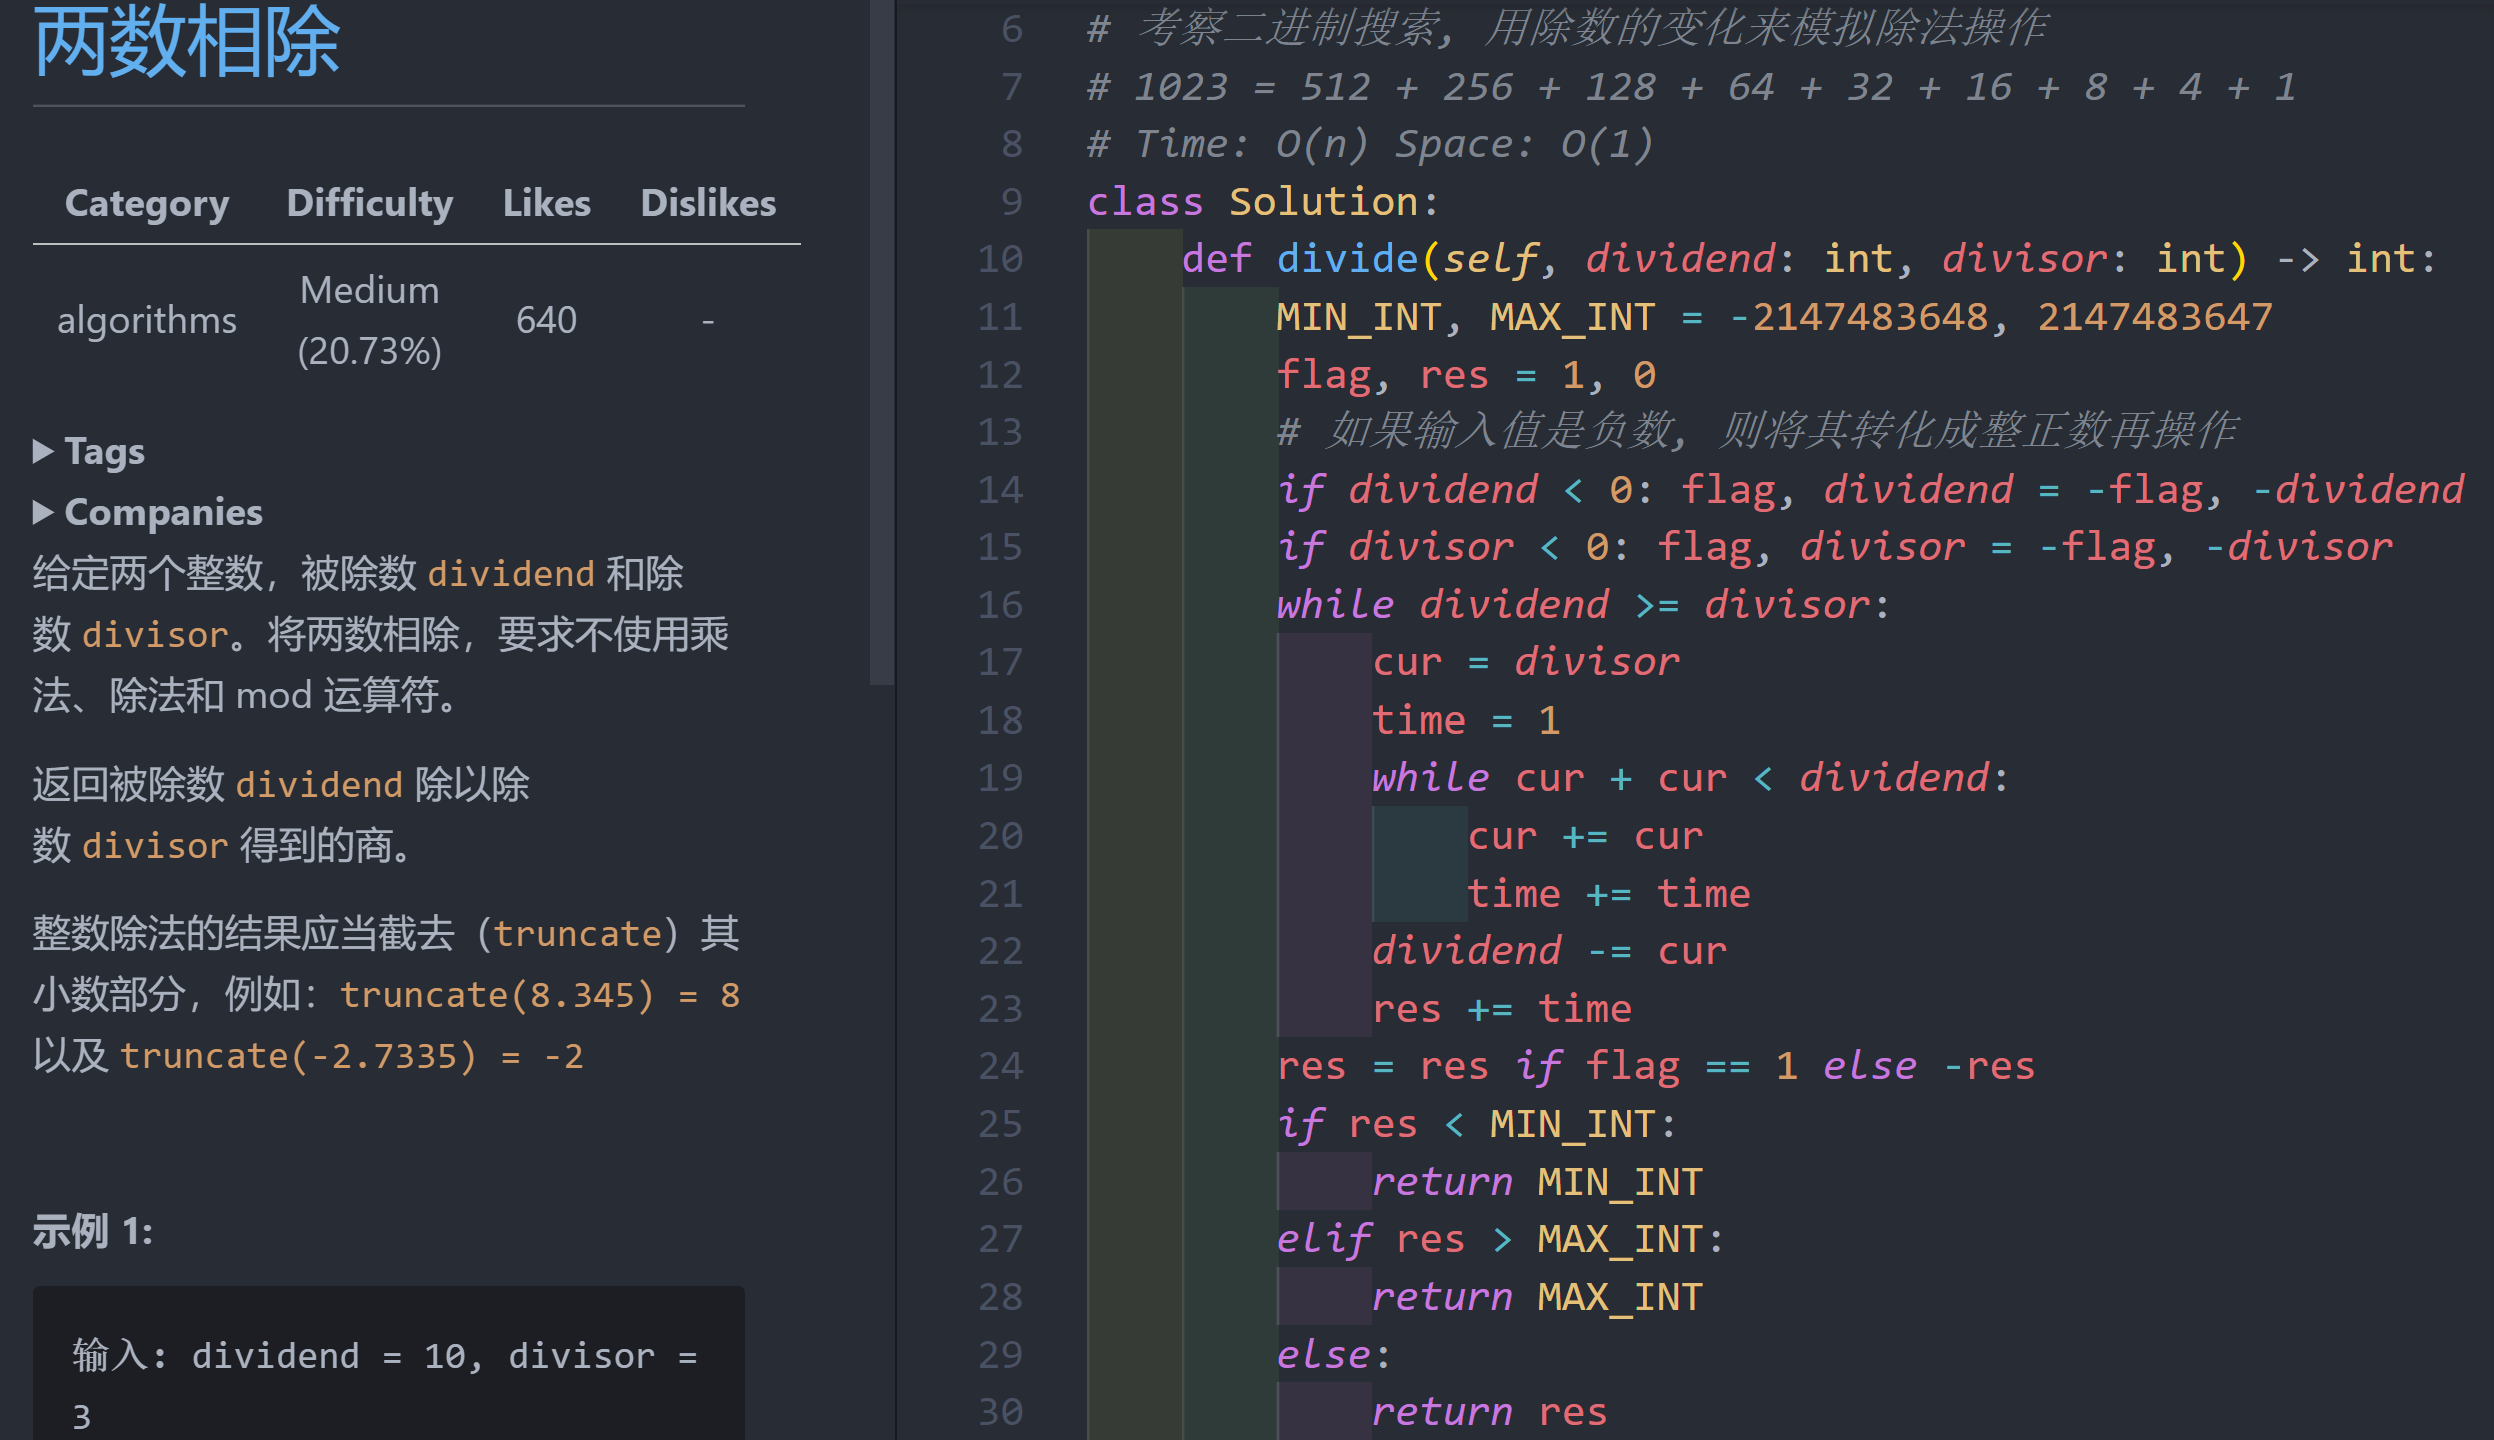 两数相除
Category Difficulty Likes Dislikes
algorithms Medium (20.73%) 640 -
▶ Tags
▶ Companies
给定两个整数，被除数 dividend 和除
数 divisor。将两数相除，要求不使用乘
法、除法和 mod 运算符。
返回被除数 dividend 除以除
数 divisor 得到的商。
整数除法的结果应当截去（truncate）其
小数部分，例如：truncate(8.345) = 8
以及 truncate(-2.7335) = -2
示例 1:
输入: dividend = 10, divisor =
3
6 # 考察二进制搜索, 用除数的变化来模拟除法操作
7 # 1023 = 512 + 256 + 128 + 64 + 32 + 16 + 8 + 4 + 1
8 # Time: O(n) Space: O(1)
9 class Solution:
10     def divide(self, dividend: int, divisor: int) -> int:
11         MIN_INT, MAX_INT = -2147483648, 2147483647
12         flag, res = 1, 0
13         # 如果输入值是负数, 则将其转化成整正数再操作
14         if dividend < 0: flag, dividend = -flag, -dividend
15         if divisor < 0: flag, divisor = -flag, -divisor
16         while dividend >= divisor:
17             cur = divisor
18             time = 1
19             while cur + cur < dividend:
20                 cur += cur
21                 time += time
22             dividend -= cur
23             res += time
24         res = res if flag == 1 else -res
25         if res < MIN_INT:
26             return MIN_INT
27         elif res > MAX_INT:
28             return MAX_INT
29         else:
30             return res